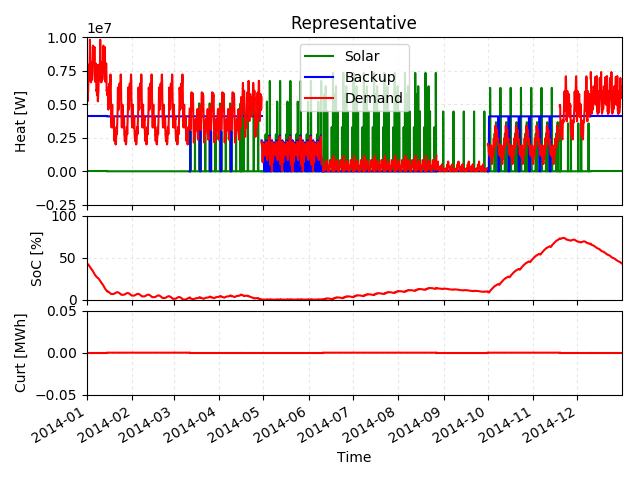 Representative
1e7
1.00
0.75
0.50
0.25
0.00
−0.25
Heat [W]
Solar
Backup
Demand
100
50
0
SoC [%]
0.05
0.00
−0.05
Curt [MWh]
2014-01
2014-02
2014-03
2014-04
2014-05
2014-06
2014-07
2014-08
2014-09
2014-10
2014-11
2014-12
Time